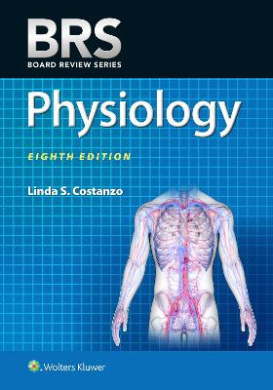 BRS
BOARD REVIEW SERIES
Physiology
EIGHTH EDITION
Linda S. Costanzo
Wolters Kluwer